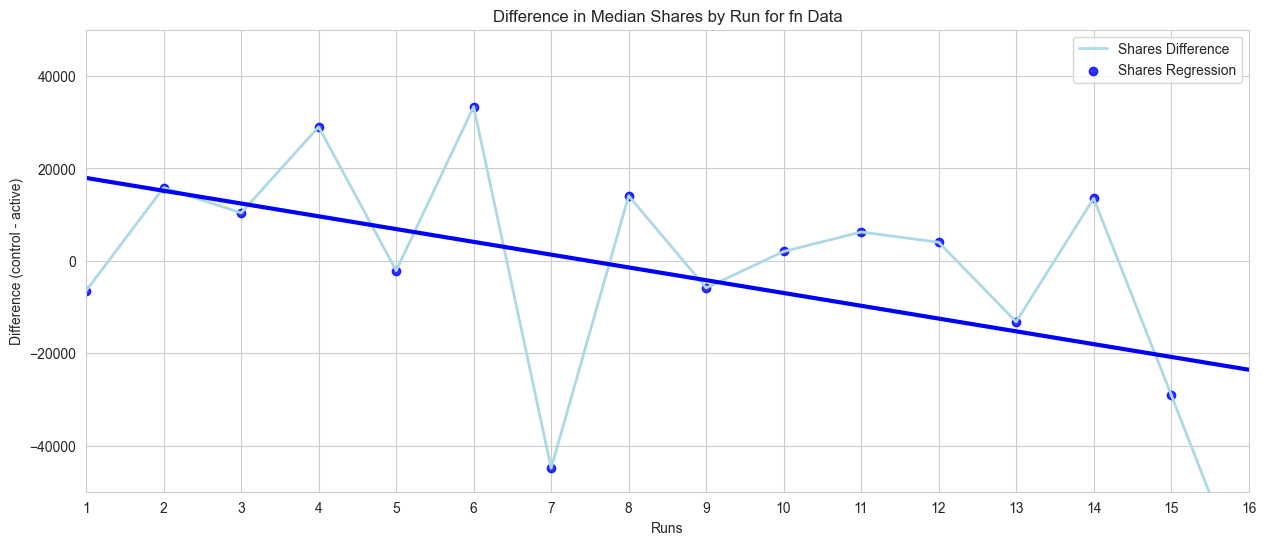 Difference in Median Shares by Run for fn Data
Shares Difference
Shares Regression
Difference (control - active)
40000
20000
0
−20000
−40000
1 2 3 4 5 6 7 8 9 10 11 12 13 14 15 16
Runs